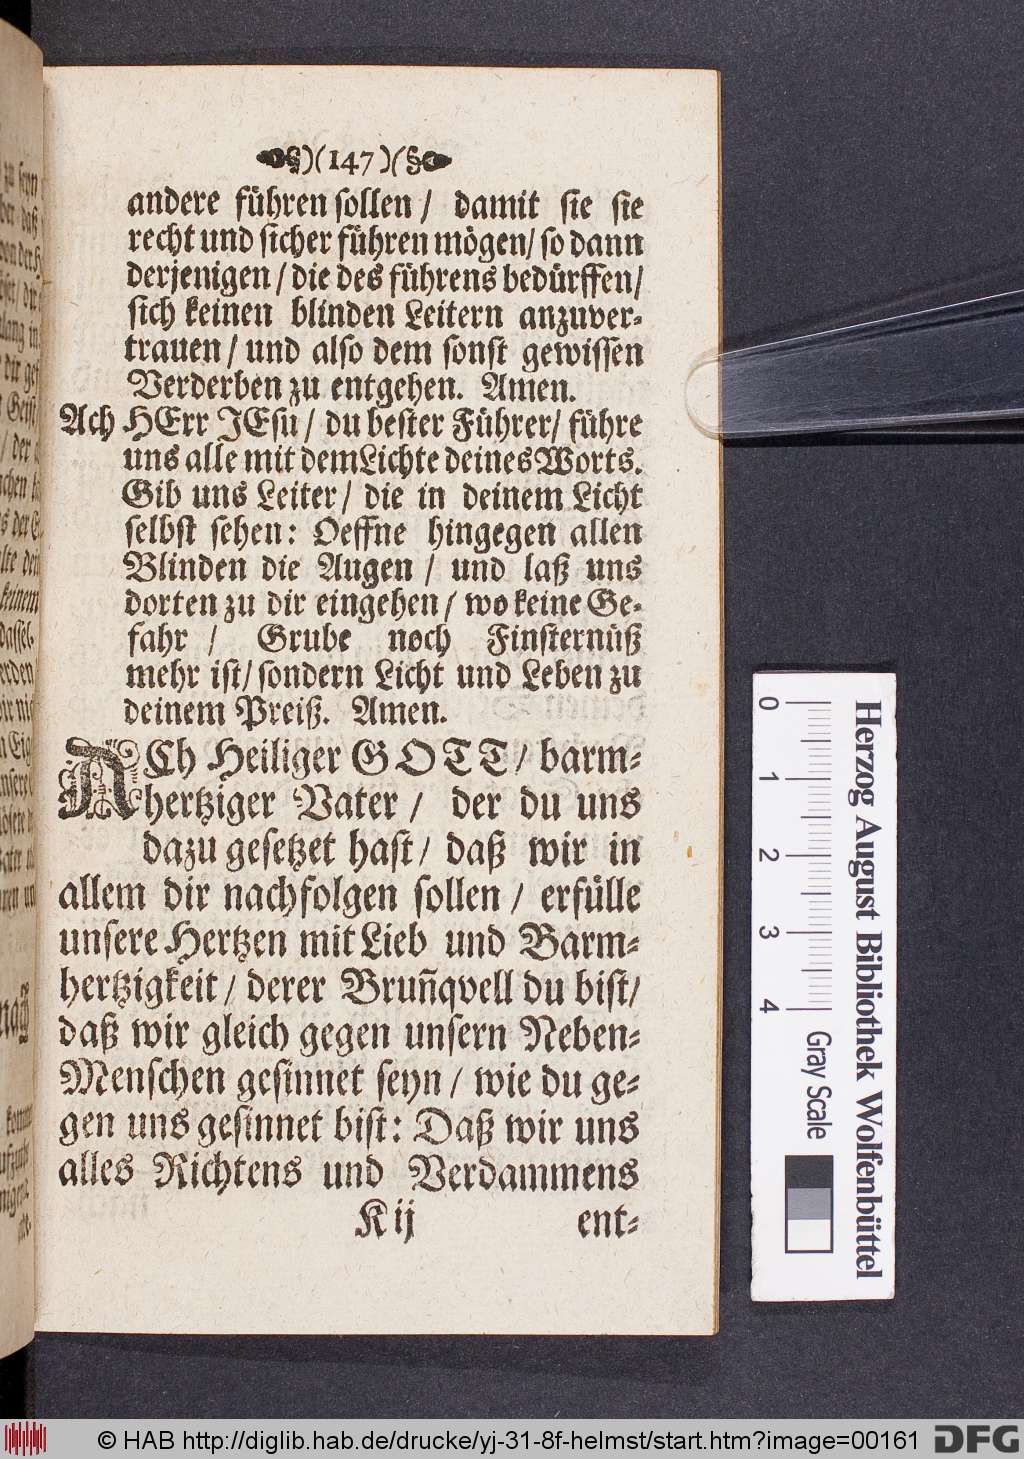 §)(147)(§
andere führen sollen / damit sie sie
recht und sicher führen mögen/ so dann
derjenigen / die des führens bedürffen/
sich keinen blinden Leitern anzuver-
trauen / und also dem sonst gewissen
Verderben zu entgehen. Amen.
Ach HErr JEsu / du bester Führer/ führe
uns alle mit dem Lichte deines Worts.
Gib uns Leiter / die in deinem Licht
selbst sehen: Oeffne hingegen allen
Blinden die Augen / und laß uns
dorten zu dir eingehen / wo keine Ge-
fahr / Grube noch Finsternüß
mehr ist/ sondern Licht und Leben zu
deinem Preiß. Amen.
ACh Heiliger GOTT/ barm-
hertziger Vater / der du uns
dazu gesetzet hast/ daß wir in
allem dir nachfolgen sollen / erfülle
unsere Hertzen mit Lieb und Barm-
hertzigkeit / derer Bruñqvell du bist/
daß wir gleich gegen unsern Neben-
Menschen gesinnet seyn / wie du ge-
gen uns gesinnet bist: Daß wir uns
alles Richtens und Verdammens
K ij ent-
Herzog August Bibliothek Wolfenbüttel
0 1 2 3 4 Gray Scale
© HAB http://diglib.hab.de/drucke/yj-31-8f-helmst/start.htm?image=00161 DFG